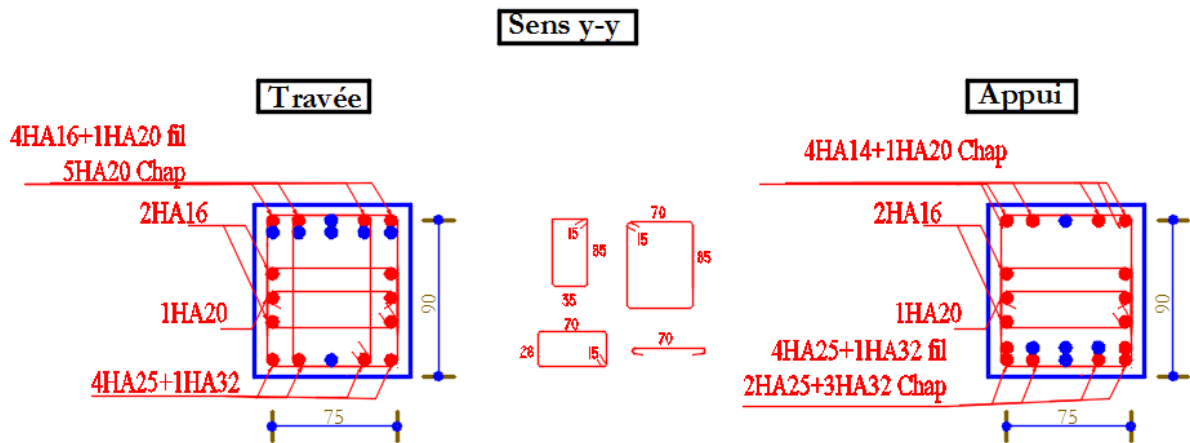 Sens y-y
Travée
4HA16+1HA20 fil
5HA20 Chap
2HA16
1HA20
4HA25+1HA32
90
75
15
85
35
70
15
85
70
28
15
70
Appui
4HA14+1HA20 Chap
2HA16
1HA20
4HA25+1HA32 fil
2HA25+3HA32 Chap
90
75